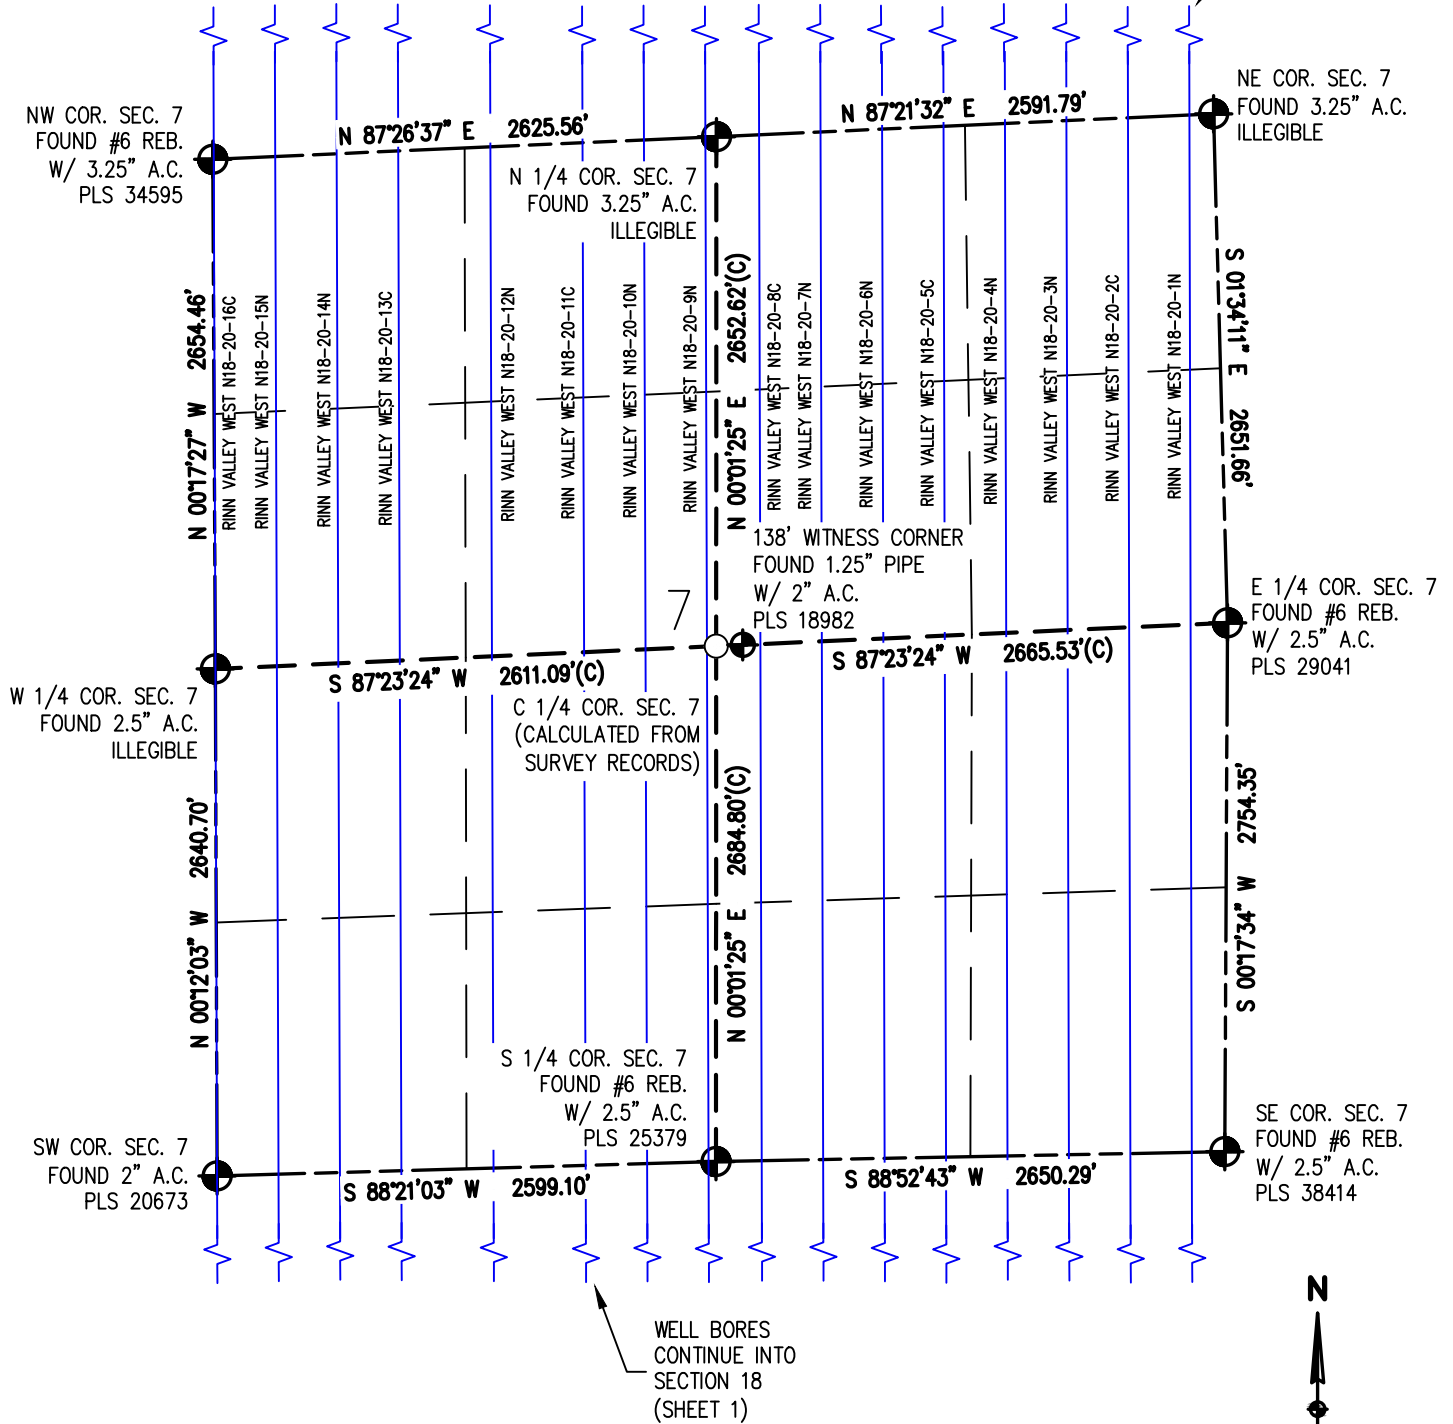 NE COR. SEC. 7
FOUND 3.25" A.C.
ILLEGIBLE
NW COR. SEC. 7
FOUND #6 REB.
W/ 3.25" A.C.
PLS 34595
N 87°26'37" E 2625.56'
N 87°21'32" E 2591.79'
N 1/4 COR. SEC. 7
FOUND 3.25" A.C.
ILLEGIBLE
N 00°17'27" W 2654.46'
RINN VALLEY WEST N18-20-16C
RINN VALLEY WEST N18-20-15N
RINN VALLEY WEST N18-20-14N
RINN VALLEY WEST N18-20-13C
RINN VALLEY WEST N18-20-12N
RINN VALLEY WEST N18-20-11C
RINN VALLEY WEST N18-20-10N
RINN VALLEY WEST N18-20-9N
N 00°01'25" E 2652.62'(C)
RINN VALLEY WEST N18-20-8C
RINN VALLEY WEST N18-20-7N
RINN VALLEY WEST N18-20-6N
RINN VALLEY WEST N18-20-5C
RINN VALLEY WEST N18-20-4N
RINN VALLEY WEST N18-20-3N
RINN VALLEY WEST N18-20-2C
RINN VALLEY WEST N18-20-1N
S 01°34'11" E 2651.66'
138' WITNESS CORNER
FOUND 1.25" PIPE
W/ 2" A.C.
PLS 18982
7
E 1/4 COR. SEC. 7
FOUND #6 REB.
W/ 2.5" A.C.
PLS 29041
S 87°23'24" W 2611.09'(C)
S 87°23'24" W 2665.53'(C)
W 1/4 COR. SEC. 7
FOUND 2.5" A.C.
ILLEGIBLE
C 1/4 COR. SEC. 7
(CALCULATED FROM
SURVEY RECORDS)
N 00°12'03" W 2640.70'
N 00°01'25" E 2684.80'(C)
S 00°17'34" W 2754.35'
S 1/4 COR. SEC. 7
FOUND #6 REB.
W/ 2.5" A.C.
PLS 25379
SW COR. SEC. 7
FOUND 2" A.C.
PLS 20673
S 88°21'03" W 2599.10'
S 88°52'43" W 2650.29'
SE COR. SEC. 7
FOUND #6 REB.
W/ 2.5" A.C.
PLS 38414
WELL BORES
CONTINUE INTO
SECTION 18
(SHEET 1)
N